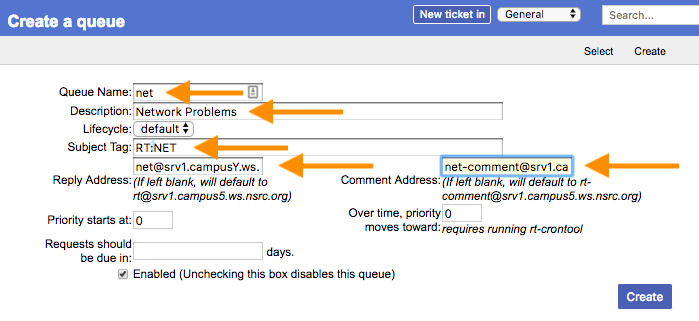 Create a queue
New ticket in General Search...
Select Create
Queue Name: net
Description: Network Problems
Lifecycle: default
Subject Tag: RT:NET
net@srv1.campusY.ws. net-comment@srv1.ca
Reply Address: (If left blank, will default to Comment Address: (If left blank, will default to rt-
rt@srv1.campus5.ws.nsrc.org) comment@srv1.campus5.ws.nsrc.org)
Priority starts at: 0 Over time, priority 0
moves toward: requires running rt-crontool
Requests should
be due in: days.
Enabled (Unchecking this box disables this queue)
Create